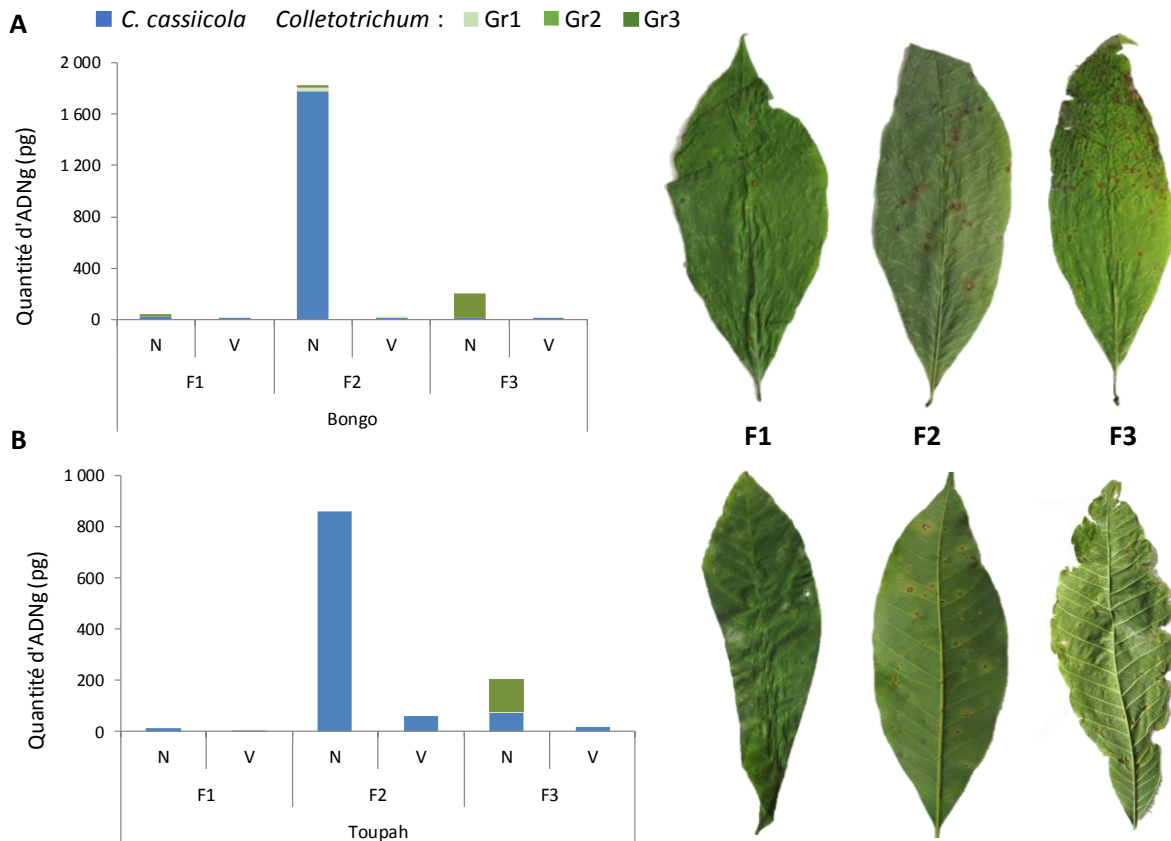 A
C. cassiicola Colletotrichum : Gr1 Gr2 Gr3
Quantité d'ADNg (pg)
2 000
1 600
1 200
800
400
0
N V N V N V
F1 F2 F3
Bongo
F1 F2 F3
B
Quantité d'ADNg (pg)
1 000
800
600
400
200
0
N V N V N V
F1 F2 F3
Toupah